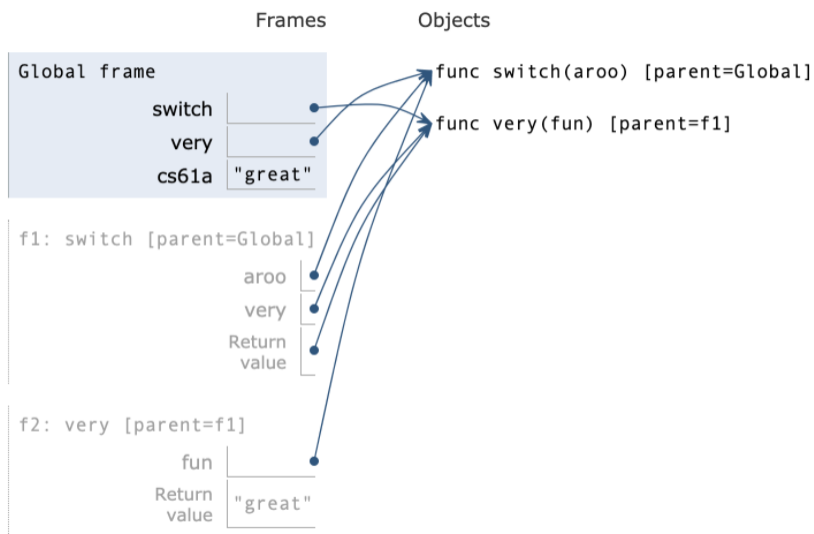 Frames Objects
Global frame
func switch(aroo) [parent=Global]
switch
func very(fun) [parent=f1]
very
cs61a "great"
f1: switch [parent=Global]
aroo
very
Return
value
f2: very [parent=f1]
fun
Return
value "great"